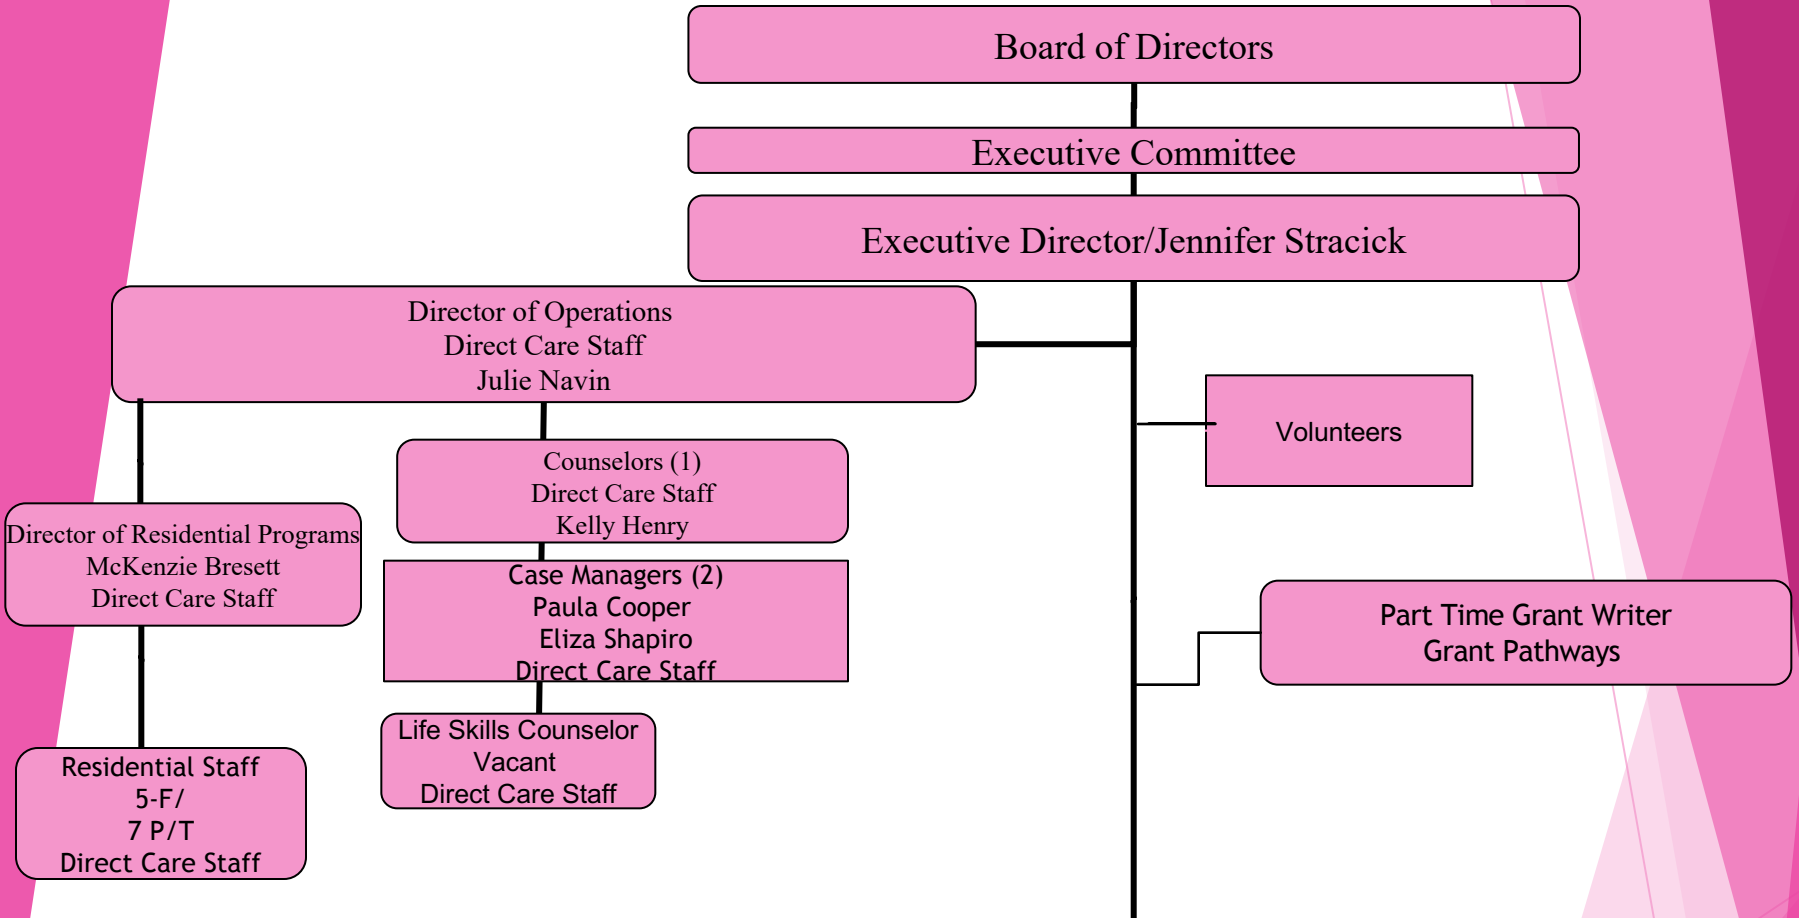 Board of Directors
Executive Committee
Executive Director/Jennifer Stracick
Director of Operations
Direct Care Staff
Julie Navin
Volunteers
Counselors (1)
Direct Care Staff
Kelly Henry
Director of Residential Programs
McKenzie Bresett
Direct Care Staff
Case Managers (2)
Paula Cooper
Eliza Shapiro
Direct Care Staff
Part Time Grant Writer
Grant Pathways
Life Skills Counselor
Vacant
Direct Care Staff
Residential Staff
5-F/
7 P/T
Direct Care Staff